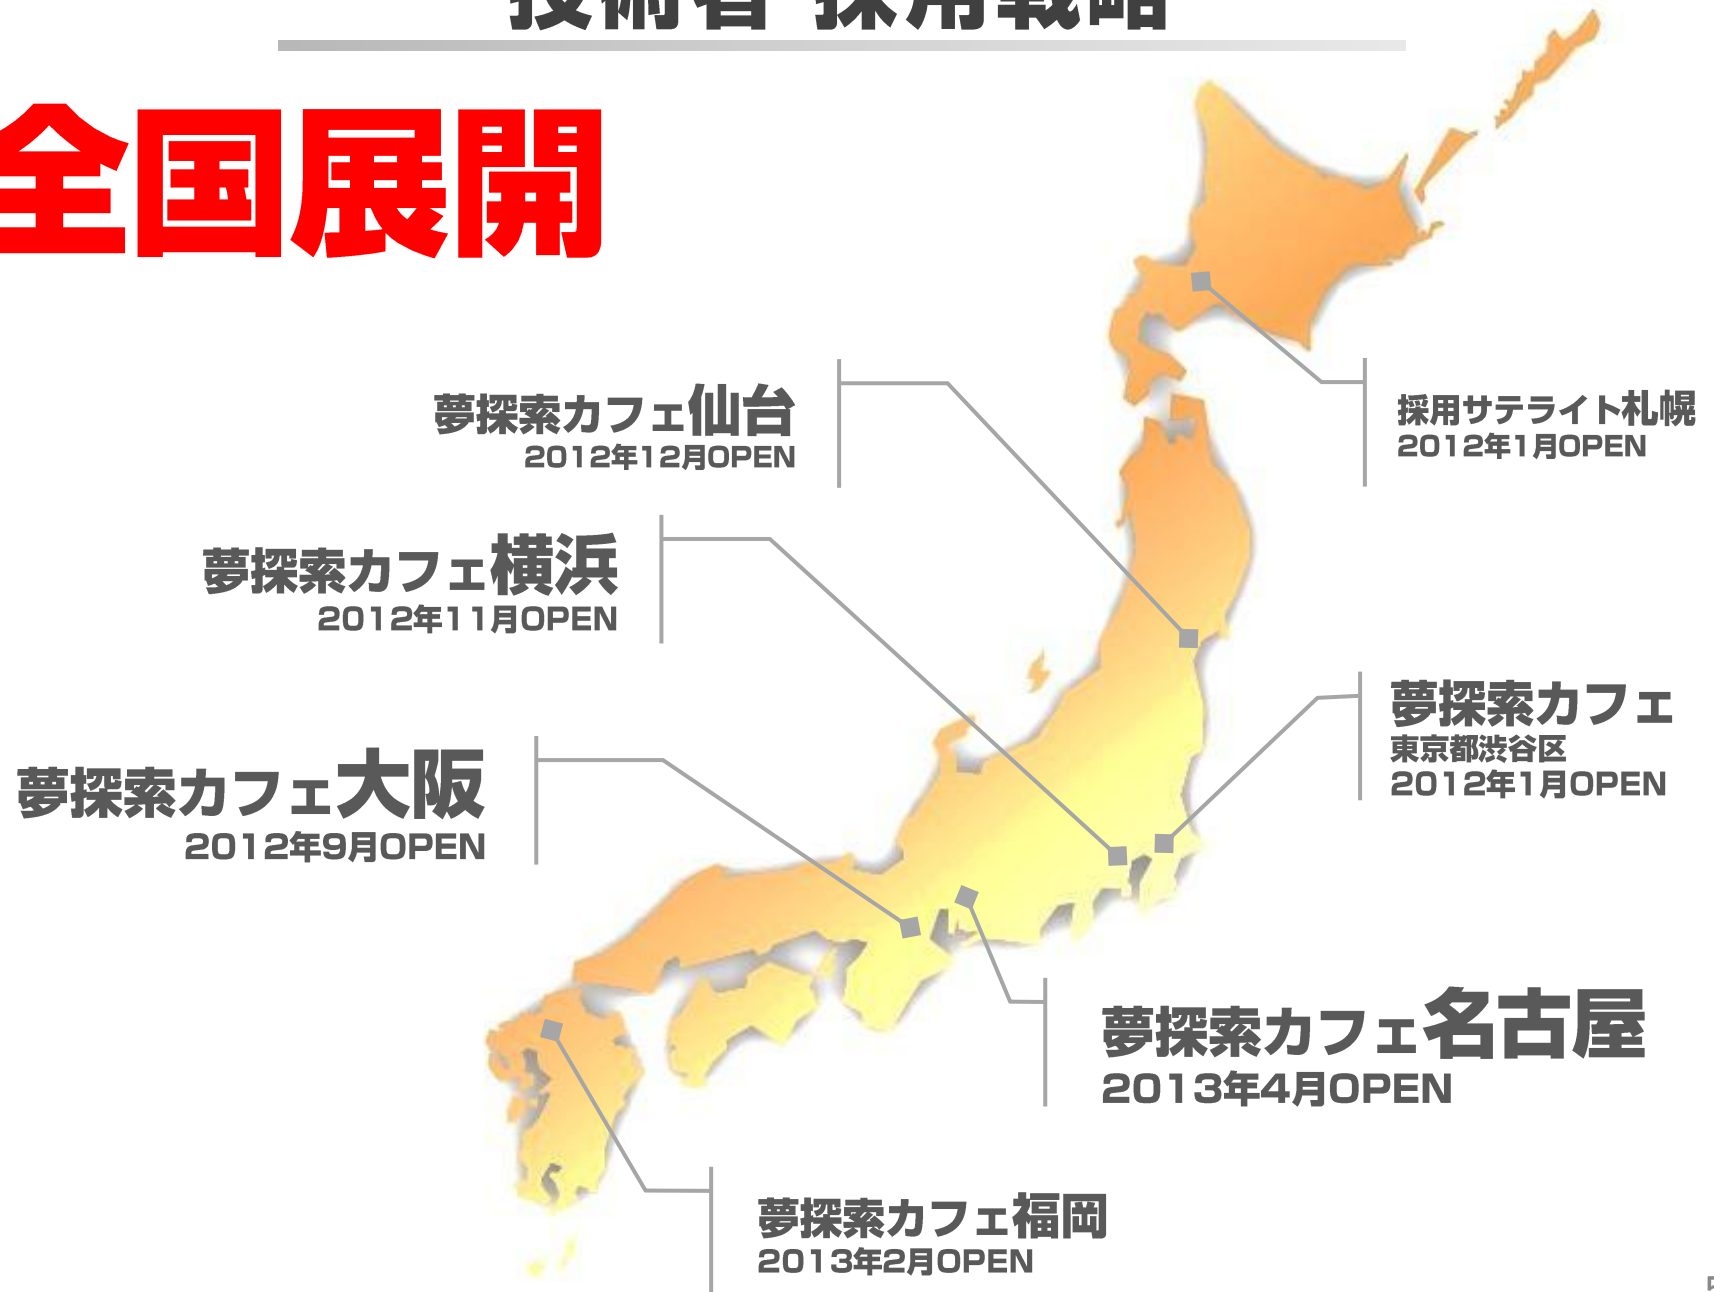 技術者 採用戦略
全国展開
夢探索カフェ仙台
2012年12月OPEN
採用サテライト札幌
2012年1月OPEN
夢探索カフェ横浜
2012年11月OPEN
夢探索カフェ
東京都渋谷区
2012年1月OPEN
夢探索カフェ大阪
2012年9月OPEN
夢探索カフェ名古屋
2013年4月OPEN
夢探索カフェ福岡
2013年2月OPEN